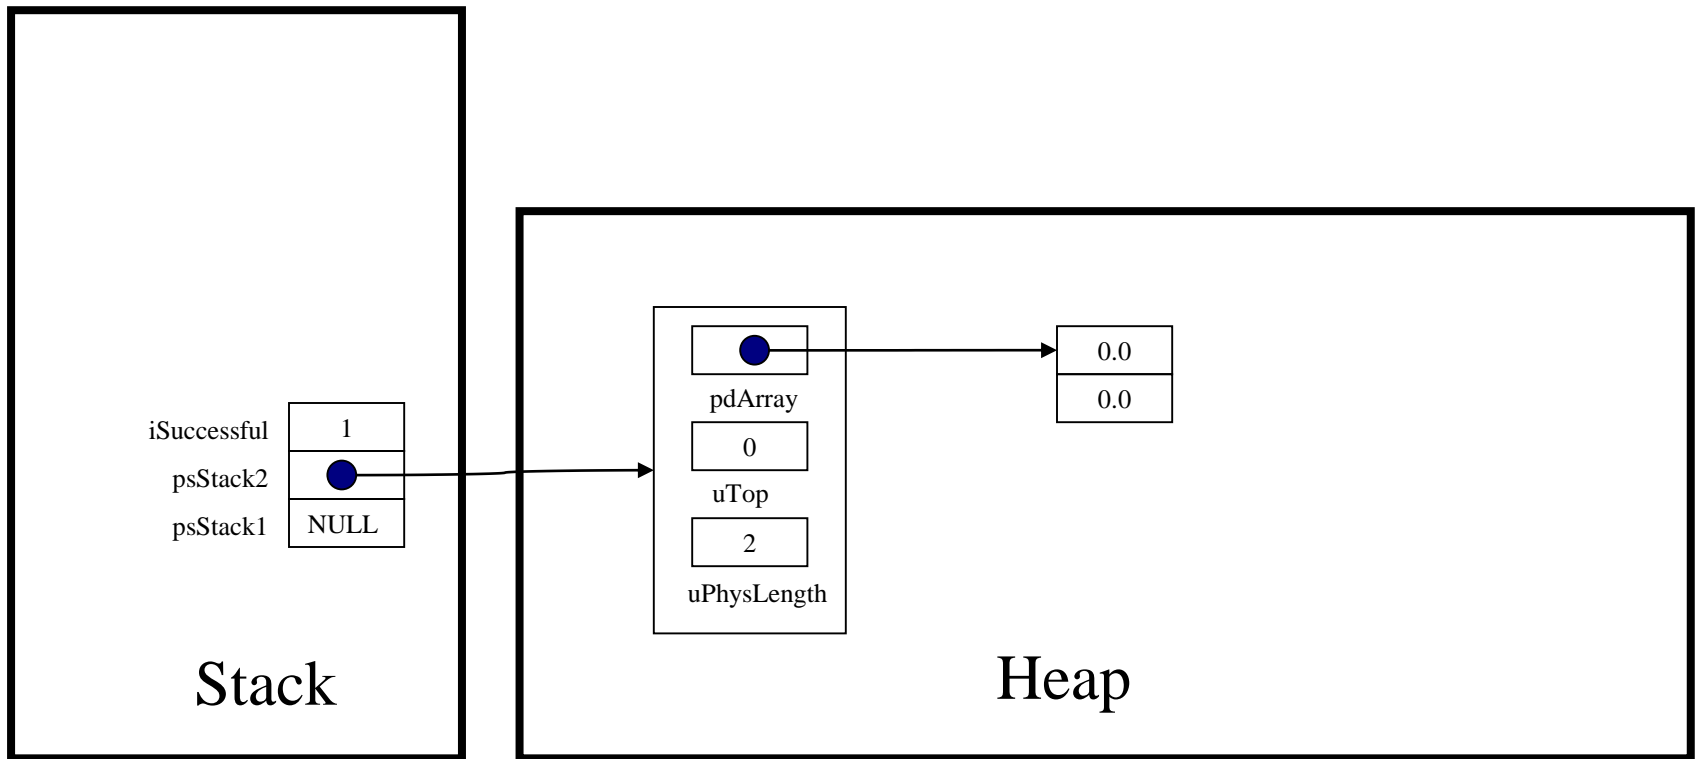 iSuccessful 1
psStack2
psStack1 NULL
Stack
pdArray
0
uTop
2
uPhysLength
0.0
0.0
Heap